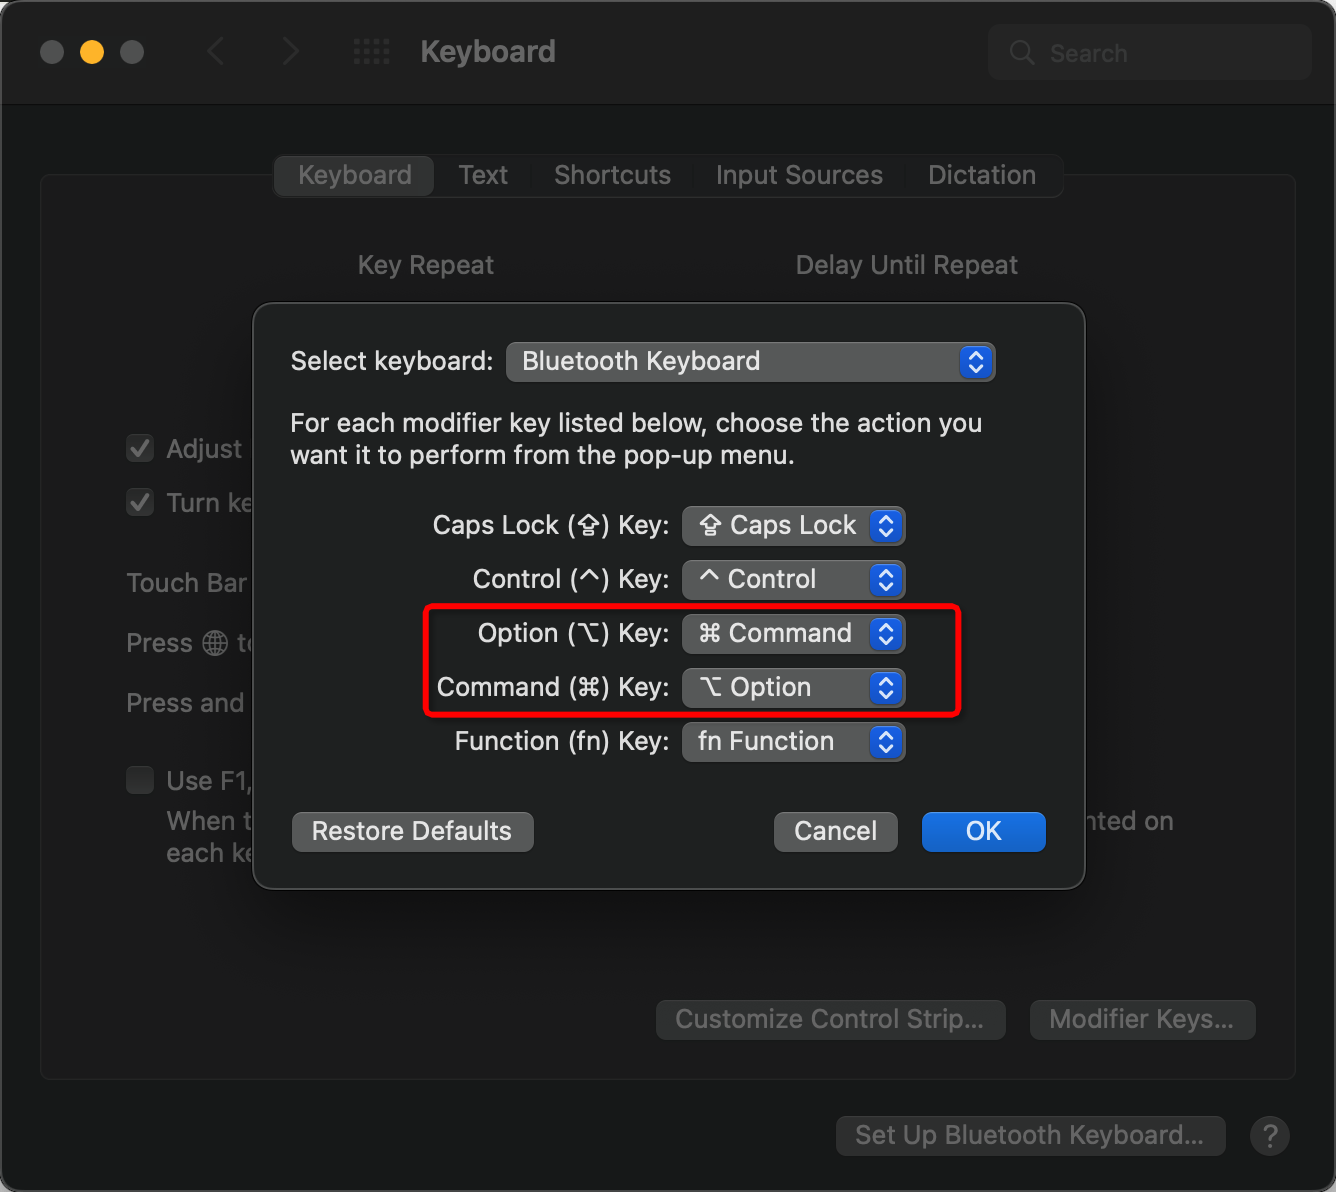 Keyboard
Search
Keyboard Text Shortcuts Input Sources Dictation
Key Repeat Delay Until Repeat
Select keyboard: Bluetooth Keyboard
For each modifier key listed below, choose the action you
want it to perform from the pop-up menu.
Adjust
Turn ke
Caps Lock (⇪) Key: ⇪ Caps Lock
Control (^) Key: ^ Control
Touch Bar
Option (⌥) Key: ⌘ Command
Press 🌐 to
Command (⌘) Key: ⌥ Option
Press and
Function (fn) Key: fn Function
Use F1,
When t
nted on
each ke
Restore Defaults Cancel OK
Customize Control Strip... Modifier Keys...
Set Up Bluetooth Keyboard... ?